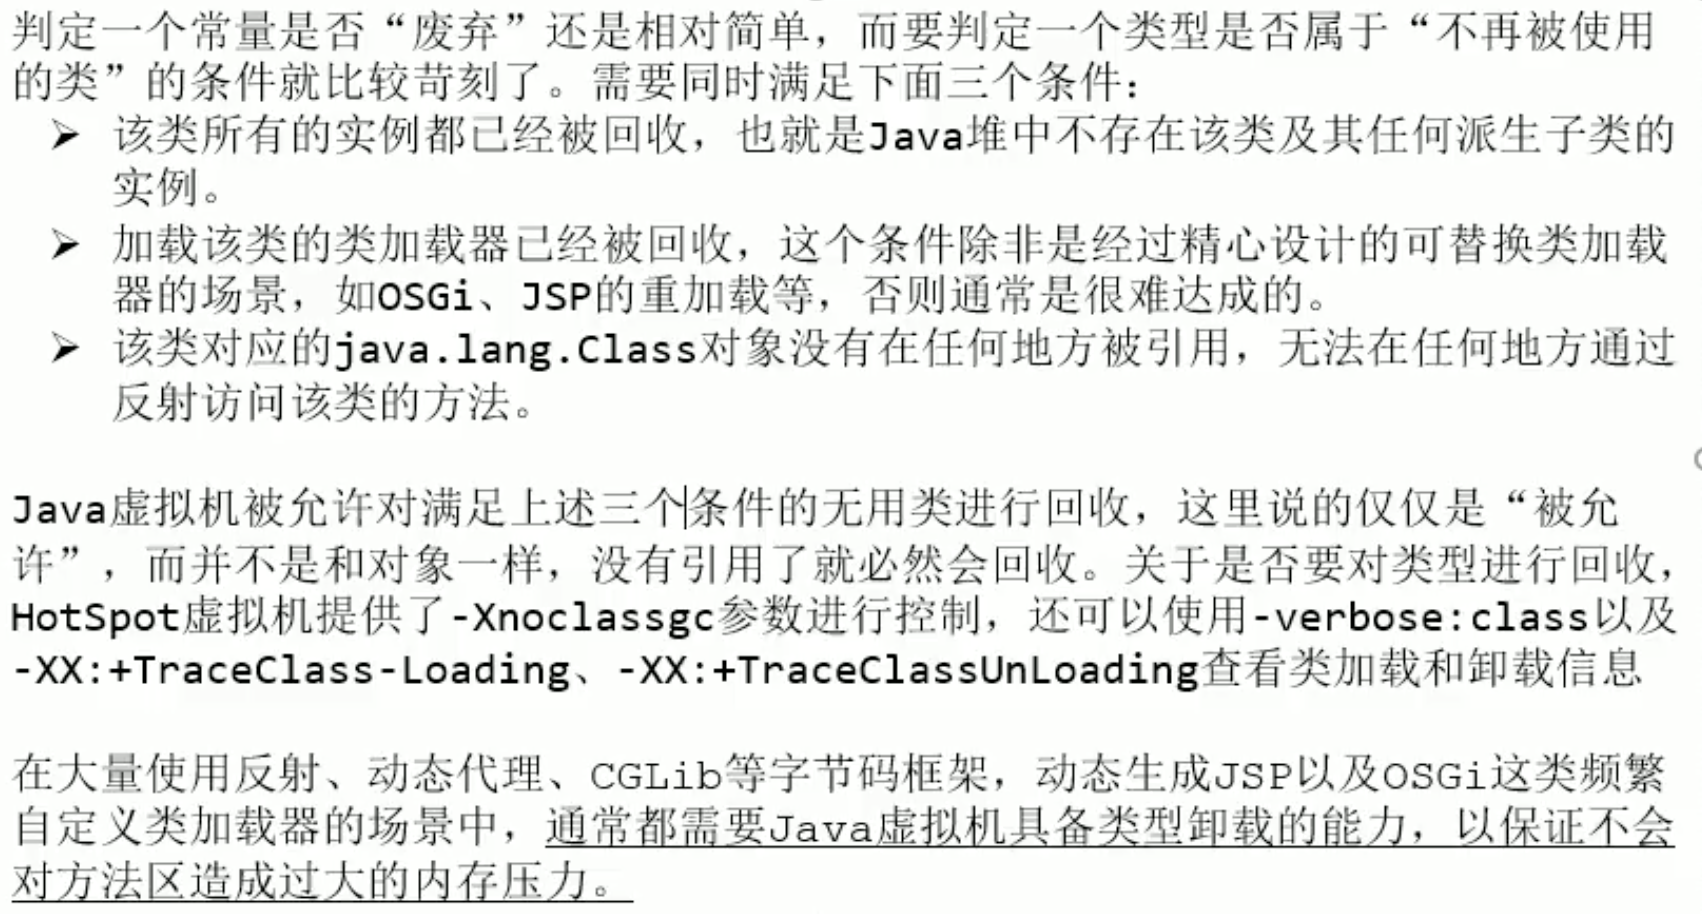 判定一个常量是否“废弃”还是相对简单，而要判定一个类型是否属于“不再被使用
的类”的条件就比较苛刻了。需要同时满足下面三个条件：
➤ 该类所有的实例都已经被回收，也就是Java堆中不存在该类及其任何派生子类的
实例。
➤ 加载该类的类加载器已经被回收，这个条件除非是经过精心设计的可替换类加载
器的场景，如OSGi、JSP的重加载等，否则通常是很难达成的。
➤ 该类对应的java.lang.Class对象没有在任何地方被引用，无法在任何地方通过
反射访问该类的方法。
Java虚拟机被允许对满足上述三个条件的无用类进行回收，这里说的仅仅是“被允
许”，而并不是和对象一样，没有引用了就必然会回收。关于是否要对类型进行回收，
HotSpot虚拟机提供了-Xnoclassgc参数进行控制，还可以使用-verbose:class以及
-XX:+TraceClass-Loading、-XX:+TraceClassUnLoading查看类加载和卸载信息
在大量使用反射、动态代理、CGLib等字节码框架，动态生成JSP以及OSGi这类频繁
自定义类加载器的场景中，通常都需要Java虚拟机具备类型卸载的能力，以保证不会
对方法区造成过大的内存压力。